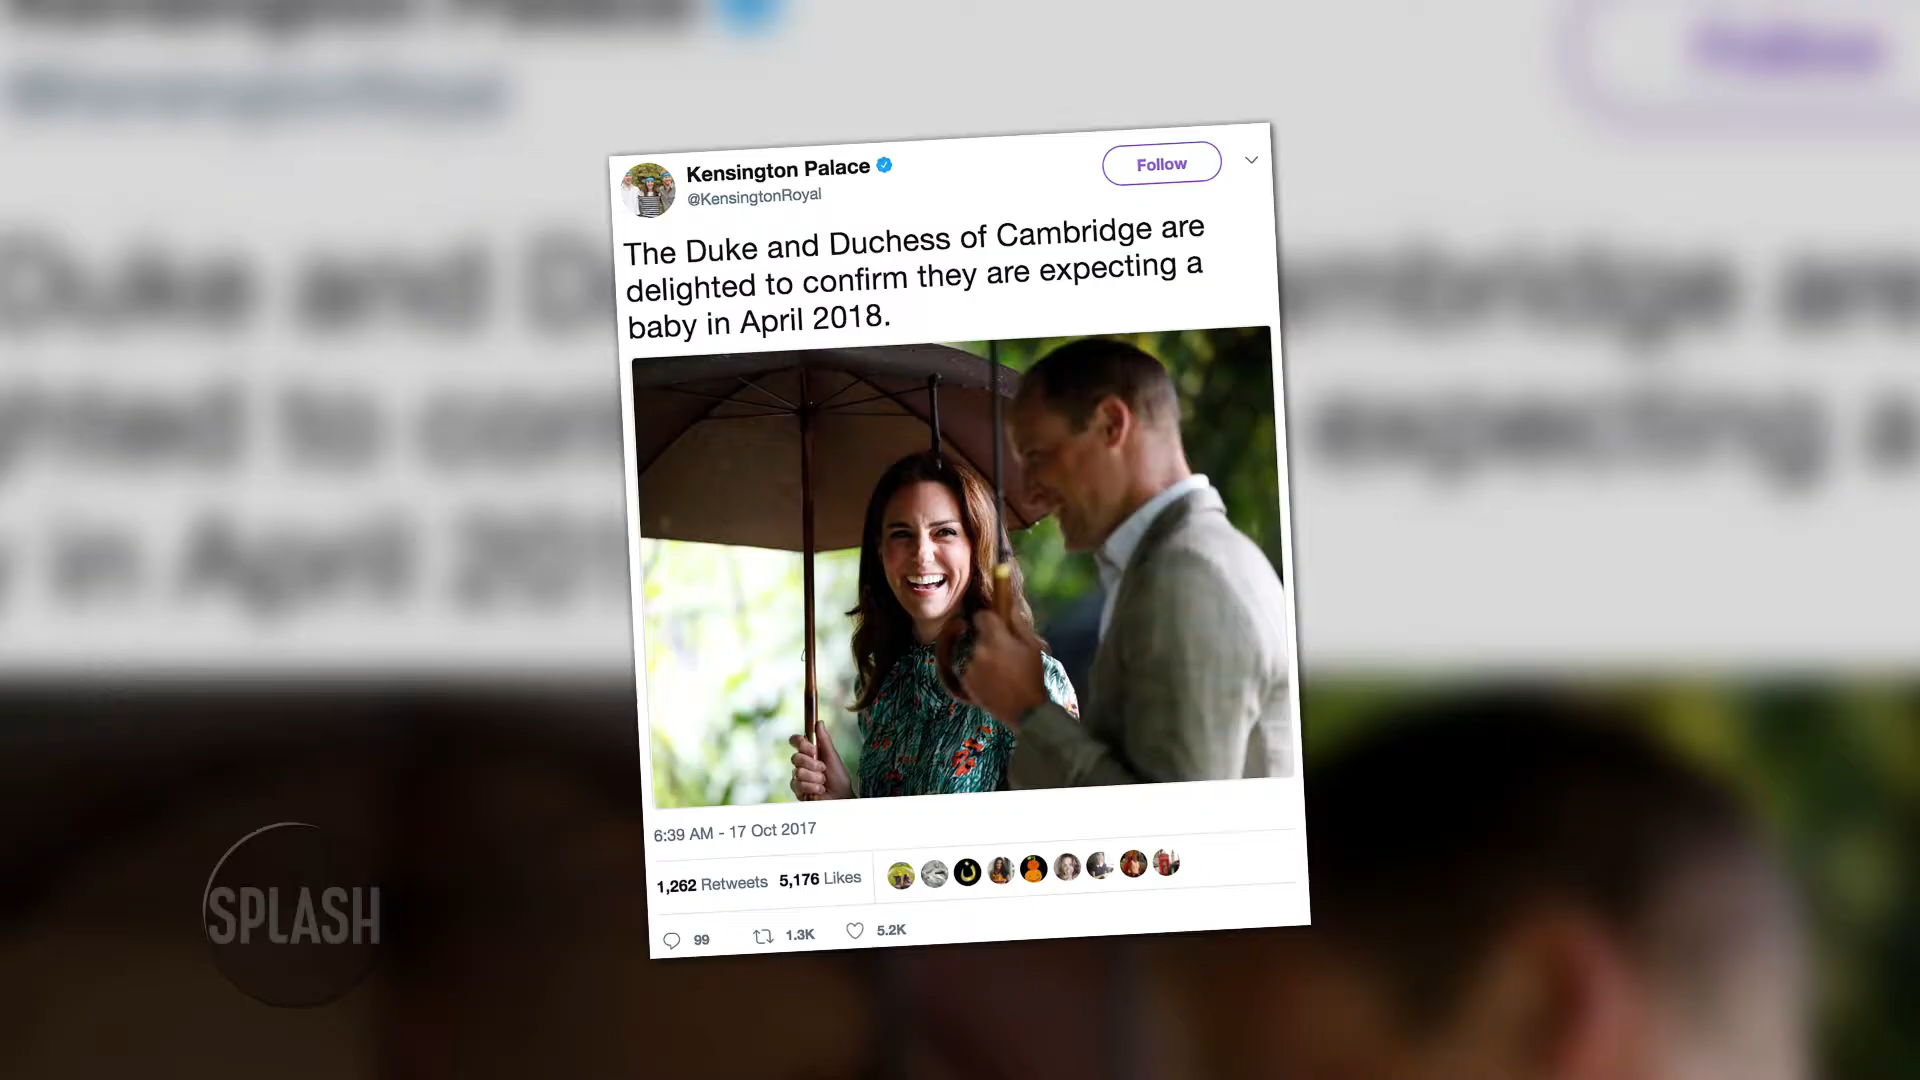 Kensington Palace
@KensingtonRoyal
Follow
The Duke and Duchess of Cambridge are
delighted to confirm they are expecting a
baby in April 2018.
6:39 AM - 17 Oct 2017
1,262 Retweets 5,176 Likes
99 1.3K 5.2K
SPLASH